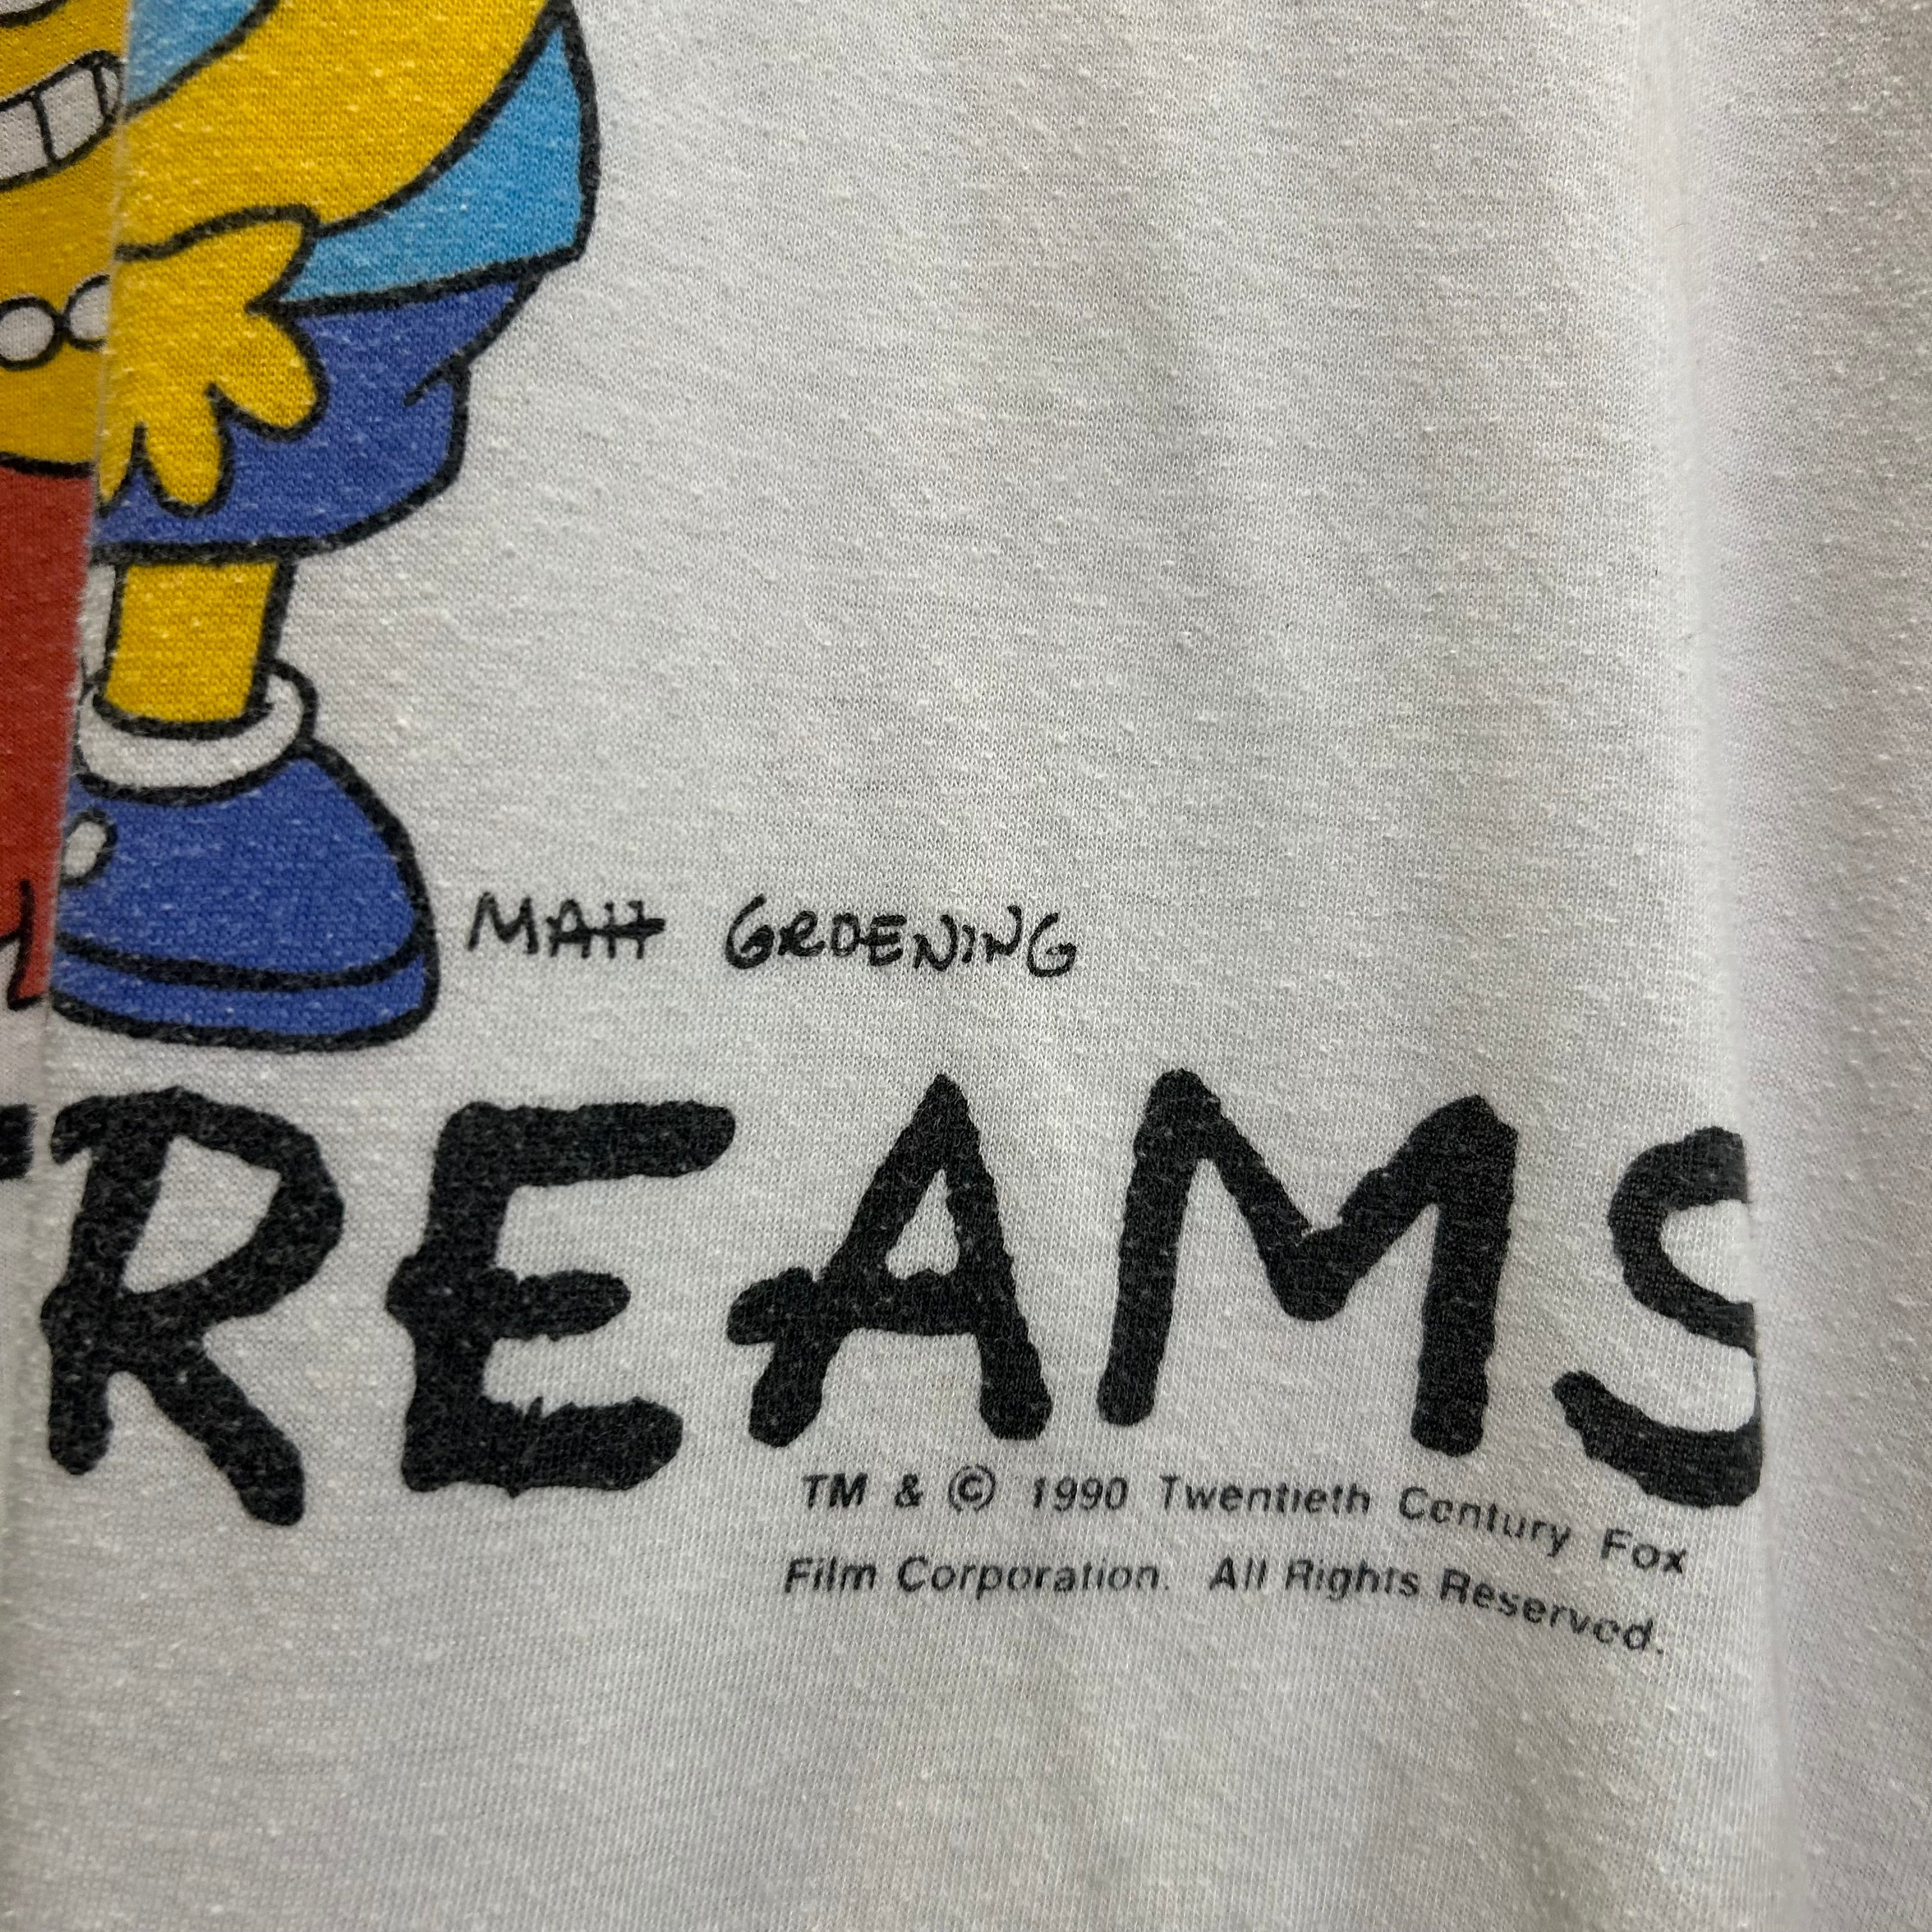 MATT GROENING
REAMS
TM & © 1990 Twentieth Century Fox
Film Corporation. All Rights Reserved.